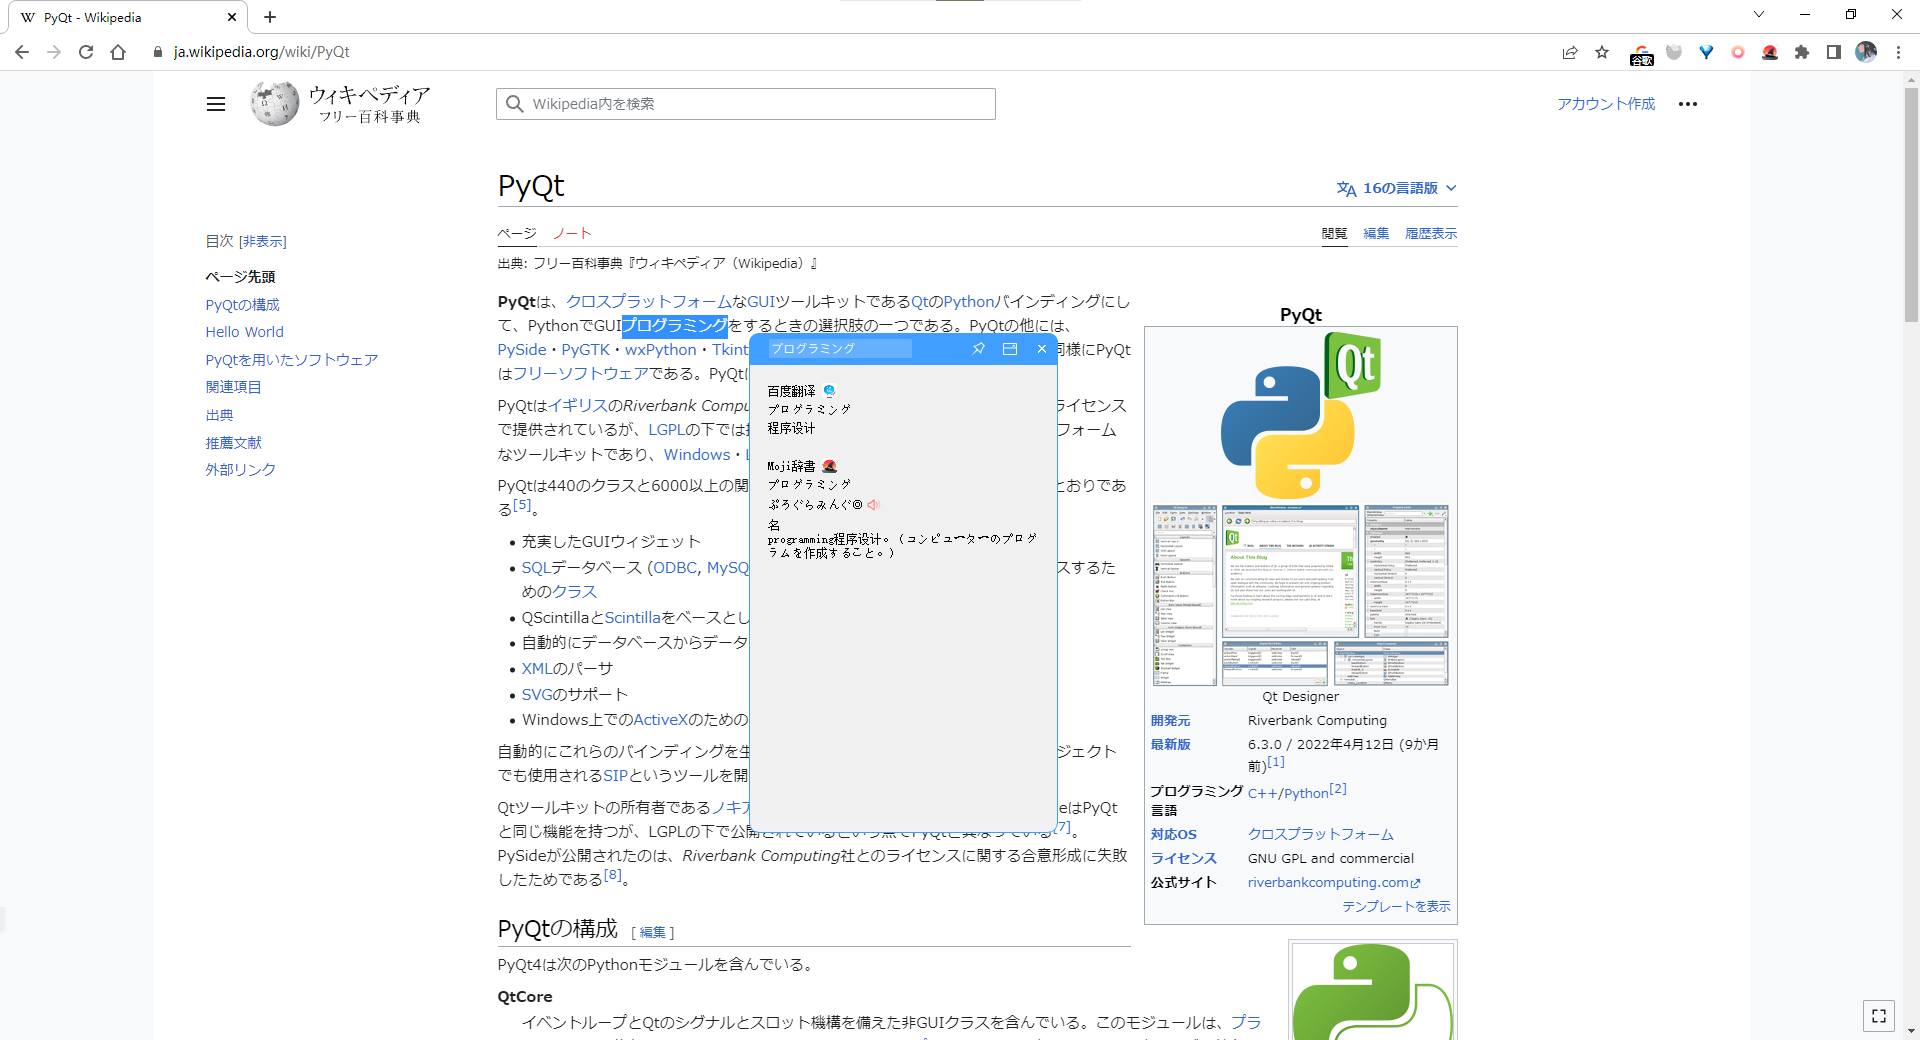 PyQt - Wikipedia
ja.wikipedia.org/wiki/PyQt
谷歌
ウィキペディア
フリー百科事典
Wikipedia内を検索
アカウント作成
PyQt
16の言語版
ページ ノート
閲覧 編集 履歴表示
出典: フリー百科事典『ウィキペディア（Wikipedia）』
目次 [非表示]
ページ先頭
PyQtの構成
Hello World
PyQtを用いたソフトウェア
関連項目
出典
推薦文献
外部リンク
PyQtは、クロスプラットフォームなGUIツールキットであるQtのPythonバインディングにし
て、PythonでGUIプログラミングをするときの選択肢の一つである。PyQtの他には、
PySide・PyGTK・wxPython・Tkint
同様にPyQt
はフリーソフトウェアである。PyQtに
PyQtはイギリスのRiverbank Compu
ライセンス
で提供されているが、LGPLの下では提
フォーム
なツールキットであり、Windows・L
PyQtは440のクラスと6000以上の関
とおりであ
る[5]。
充実したGUIウィジェット
SQLデータベース (ODBC, MySQ
スするた
めのクラス
QScintillaとScintillaをベースとし
自動的にデータベースからデータ
XMLのパーサ
SVGのサポート
Windows上でのActiveXのための
自動的にこれらのバインディングを生
ジェクト
でも使用されるSIPというツールを開
Qtツールキットの所有者であるノキア
eはPyQt
と同じ機能を持つが、LGPLの下で公開されているという点でPyQtと異なっている[7]。
PySideが公開されたのは、Riverbank Computing社とのライセンスに関する合意形成に失敗
したためである[8]。
プログラミング
百度翻译
プログラミング
程序设计
Moji辞書
プログラミング
ぷろぐらみんぐ◎
名
programming程序设计。（コンピューターのプログ
ラムを作成すること。）
PyQt
Qt
About This Blog
Qt Designer
開発元 Riverbank Computing
最新版 6.3.0 / 2022年4月12日 (9か月
前)[1]
プログラミング C++/Python[2]
言語
対応OS クロスプラットフォーム
ライセンス GNU GPL and commercial
公式サイト riverbankcomputing.com
テンプレートを表示
PyQtの構成 [ 編集 ]
PyQt4は次のPythonモジュールを含んでいる。
QtCore
イベントループとQtのシグナルとスロット機構を備えた非GUIクラスを含んでいる。このモジュールは、プラ